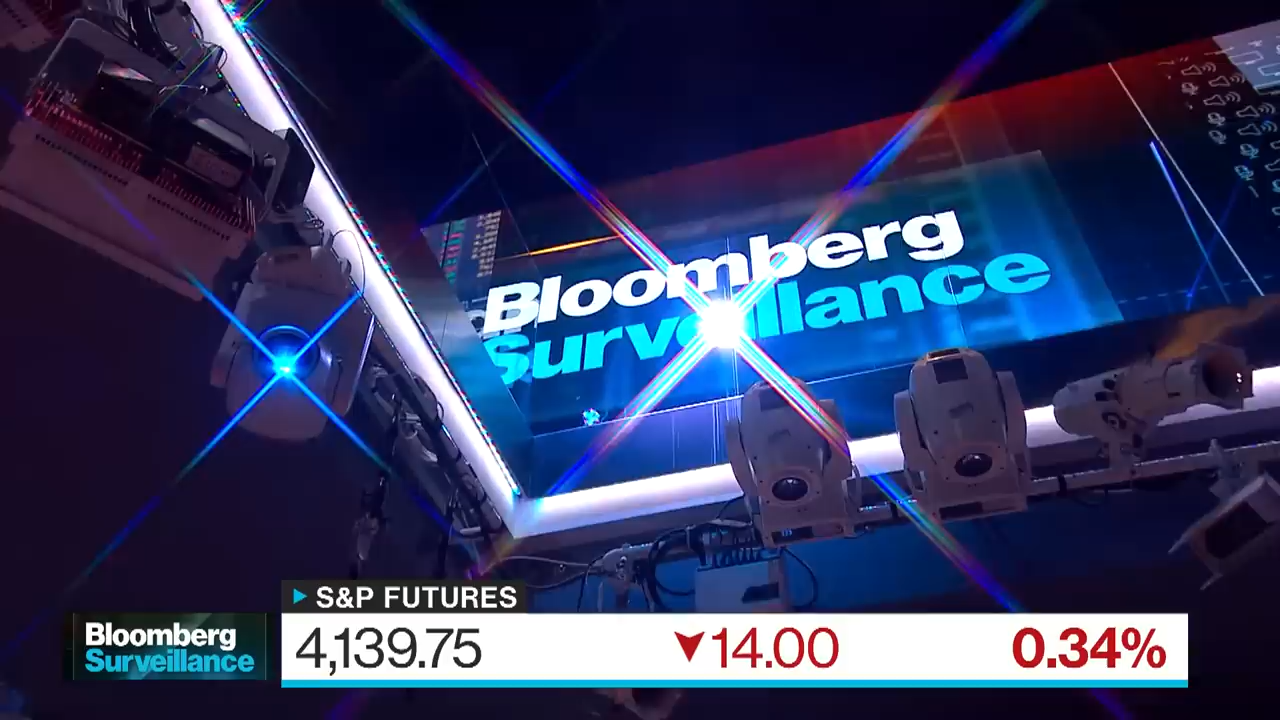 Bloomberg
Surveillance
S&P FUTURES
Bloomberg
Surveillance
4,139.75
14.00
0.34%